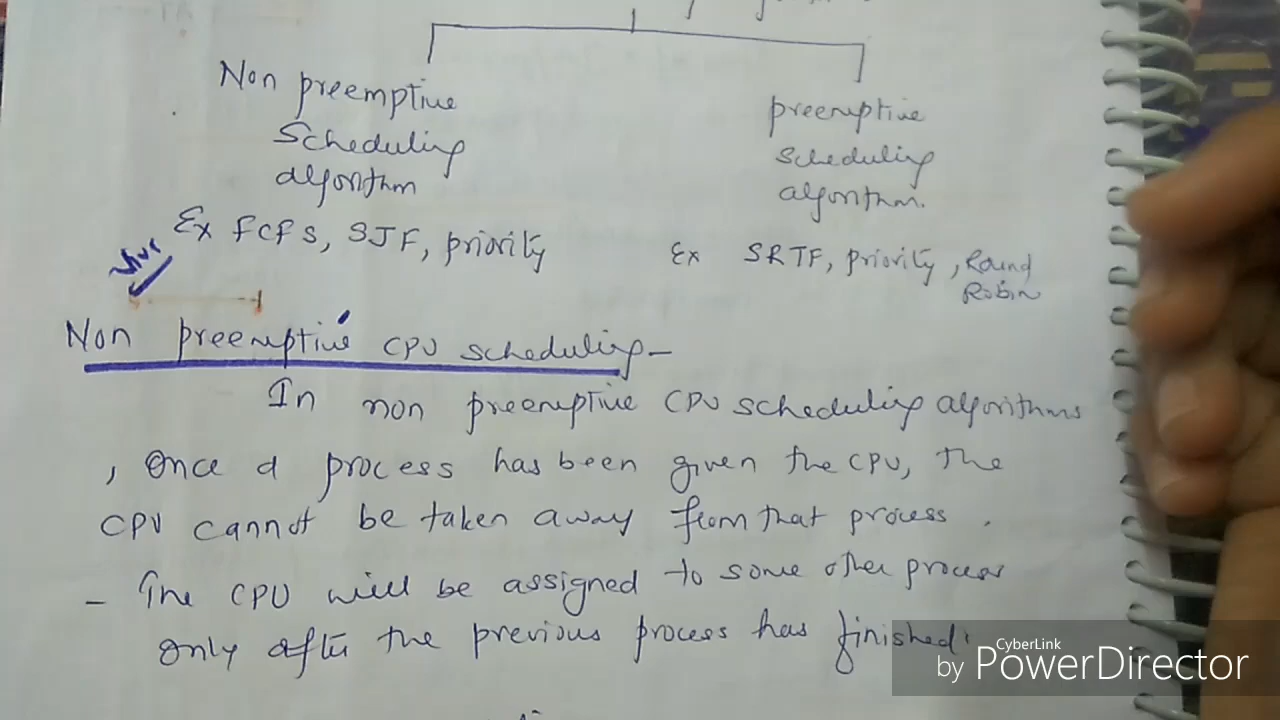 Non preemptive
Scheduling
algorithm
preemptive
scheduling
algorithm.
Ex FCFS, SJF, priority
Ex SRTF, priority, Round
Robin
Non preemptive CPU scheduling-
In non preemptive CPU scheduling algorithms
, Once a process has been given the CPU, the
CPU cannot be taken away from that process.
- The CPU will be assigned to some other process
only after the previous process has finished.
CyberLink
by PowerDirector